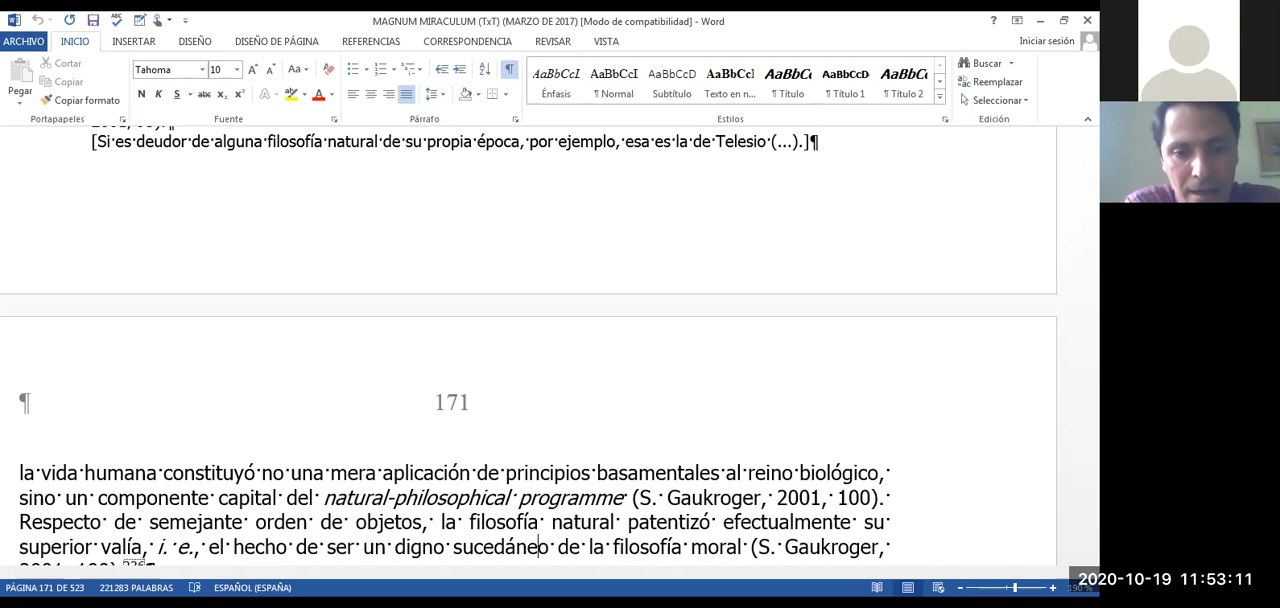 MAGNUM MIRACULUM (TxT) (MARZO DE 2017) [Modo de compatibilidad] - Word
ARCHIVO INICIO INSERTAR DISEÑO DISEÑO DE PÁGINA REFERENCIAS CORRESPONDENCIA REVISAR VISTA Iniciar sesión
Pegar
Cortar
Copiar
Copiar formato
Portapapeles
Tahoma 10
Fuente
Párrafo
AaBbCcL AaBbCcI AaBbCcD AaBbCcI AaBbCc AaBbCcD AaBbCc
Énfasis ¶ Normal Subtítulo Texto en n... ¶ Título ¶ Título 1 ¶ Título 2
Estilos
Buscar
Reemplazar
Seleccionar
Edición
[Si·es·deudor·de·alguna·filosofía·natural·de·su·propia·época,·por·ejemplo,·esa·es·la·de·Telesio·(...).]¶
¶ 171
la·vida·humana·constituyó·no·una·mera·aplicación·de·principios·basamentales·al·reino·biológico,·
sino·un·componente·capital·del·natural-philosophical·programme·(S.·Gaukroger,·2001,·100).·
Respecto·de·semejante·orden·de·objetos,·la·filosofía·natural·patentizó·efectualmente·su·
superior·valía,·i.·e.,·el·hecho·de·ser·un·digno·sucedáneo·de·la·filosofía·moral·(S.·Gaukroger,·
PÁGINA 171 DE 523 221283 PALABRAS ESPAÑOL (ESPAÑA) 190 %
2020-10-19 11:53:11